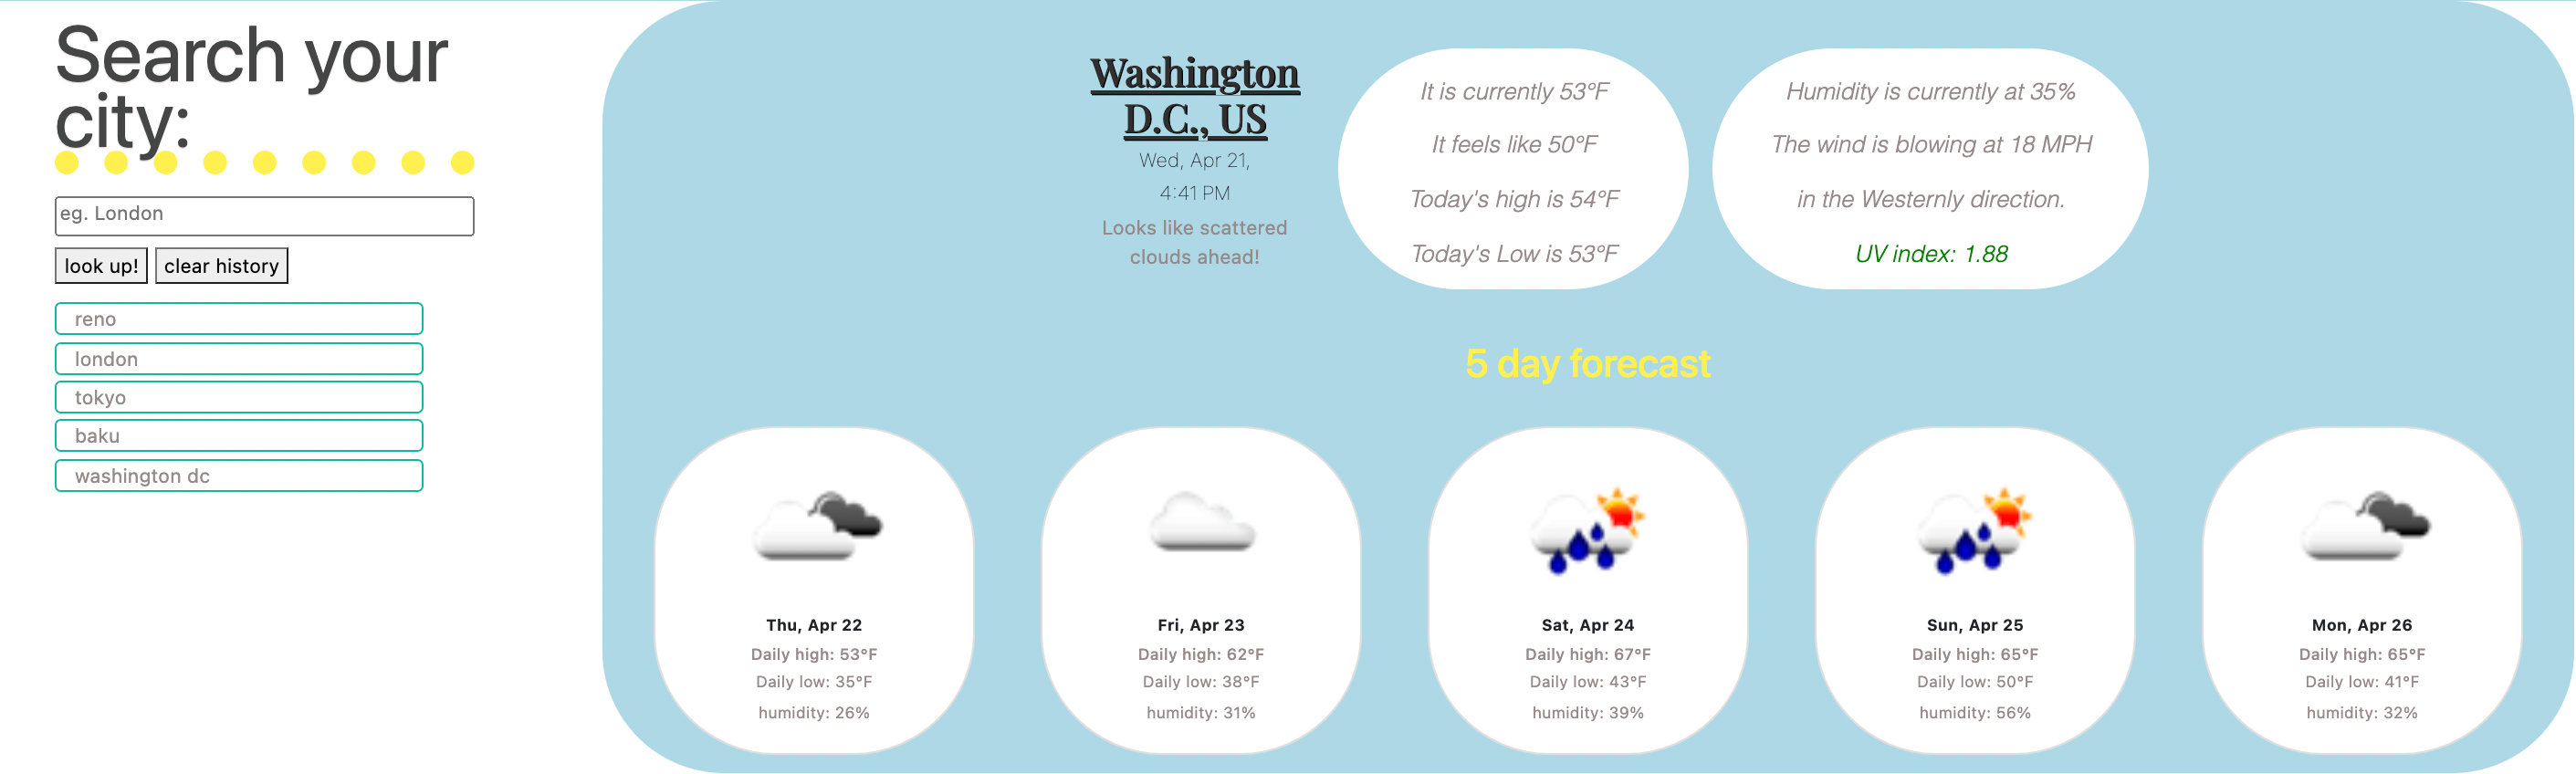 Search your
city:
eg. London
look up! clear history
reno
london
tokyo
baku
washington dc
Washington
D.C., US
Wed, Apr 21,
4:41 PM
Looks like scattered
clouds ahead!
It is currently 53°F
It feels like 50°F
Today's high is 54°F
Today's Low is 53°F
Humidity is currently at 35%
The wind is blowing at 18 MPH
in the Westernly direction.
UV index: 1.88
5 day forecast
Thu, Apr 22
Daily high: 53°F
Daily low: 35°F
humidity: 26%
Fri, Apr 23
Daily high: 62°F
Daily low: 38°F
humidity: 31%
Sat, Apr 24
Daily high: 67°F
Daily low: 43°F
humidity: 39%
Sun, Apr 25
Daily high: 65°F
Daily low: 50°F
humidity: 56%
Mon, Apr 26
Daily high: 65°F
Daily low: 41°F
humidity: 32%